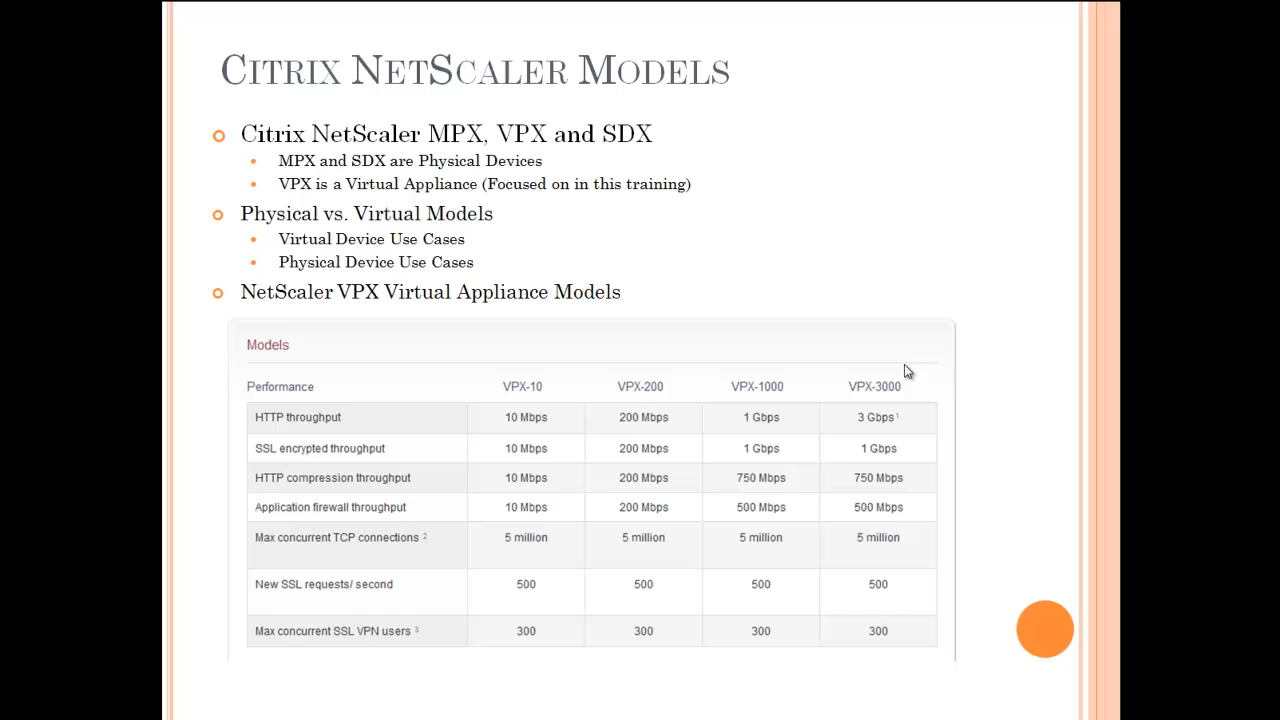 CITRIX NETSCALER MODELS
Citrix NetScaler MPX, VPX and SDX
MPX and SDX are Physical Devices
VPX is a Virtual Appliance (Focused on in this training)
Physical vs. Virtual Models
Virtual Device Use Cases
Physical Device Use Cases
NetScaler VPX Virtual Appliance Models
Models
Performance VPX-10 VPX-200 VPX-1000 VPX-3000
HTTP throughput 10 Mbps 200 Mbps 1 Gbps 3 Gbps 1
SSL encrypted throughput 10 Mbps 200 Mbps 1 Gbps 1 Gbps
HTTP compression throughput 10 Mbps 200 Mbps 750 Mbps 750 Mbps
Application firewall throughput 10 Mbps 200 Mbps 500 Mbps 500 Mbps
Max concurrent TCP connections 2 5 million 5 million 5 million 5 million
New SSL requests/ second 500 500 500 500
Max concurrent SSL VPN users 3 300 300 300 300